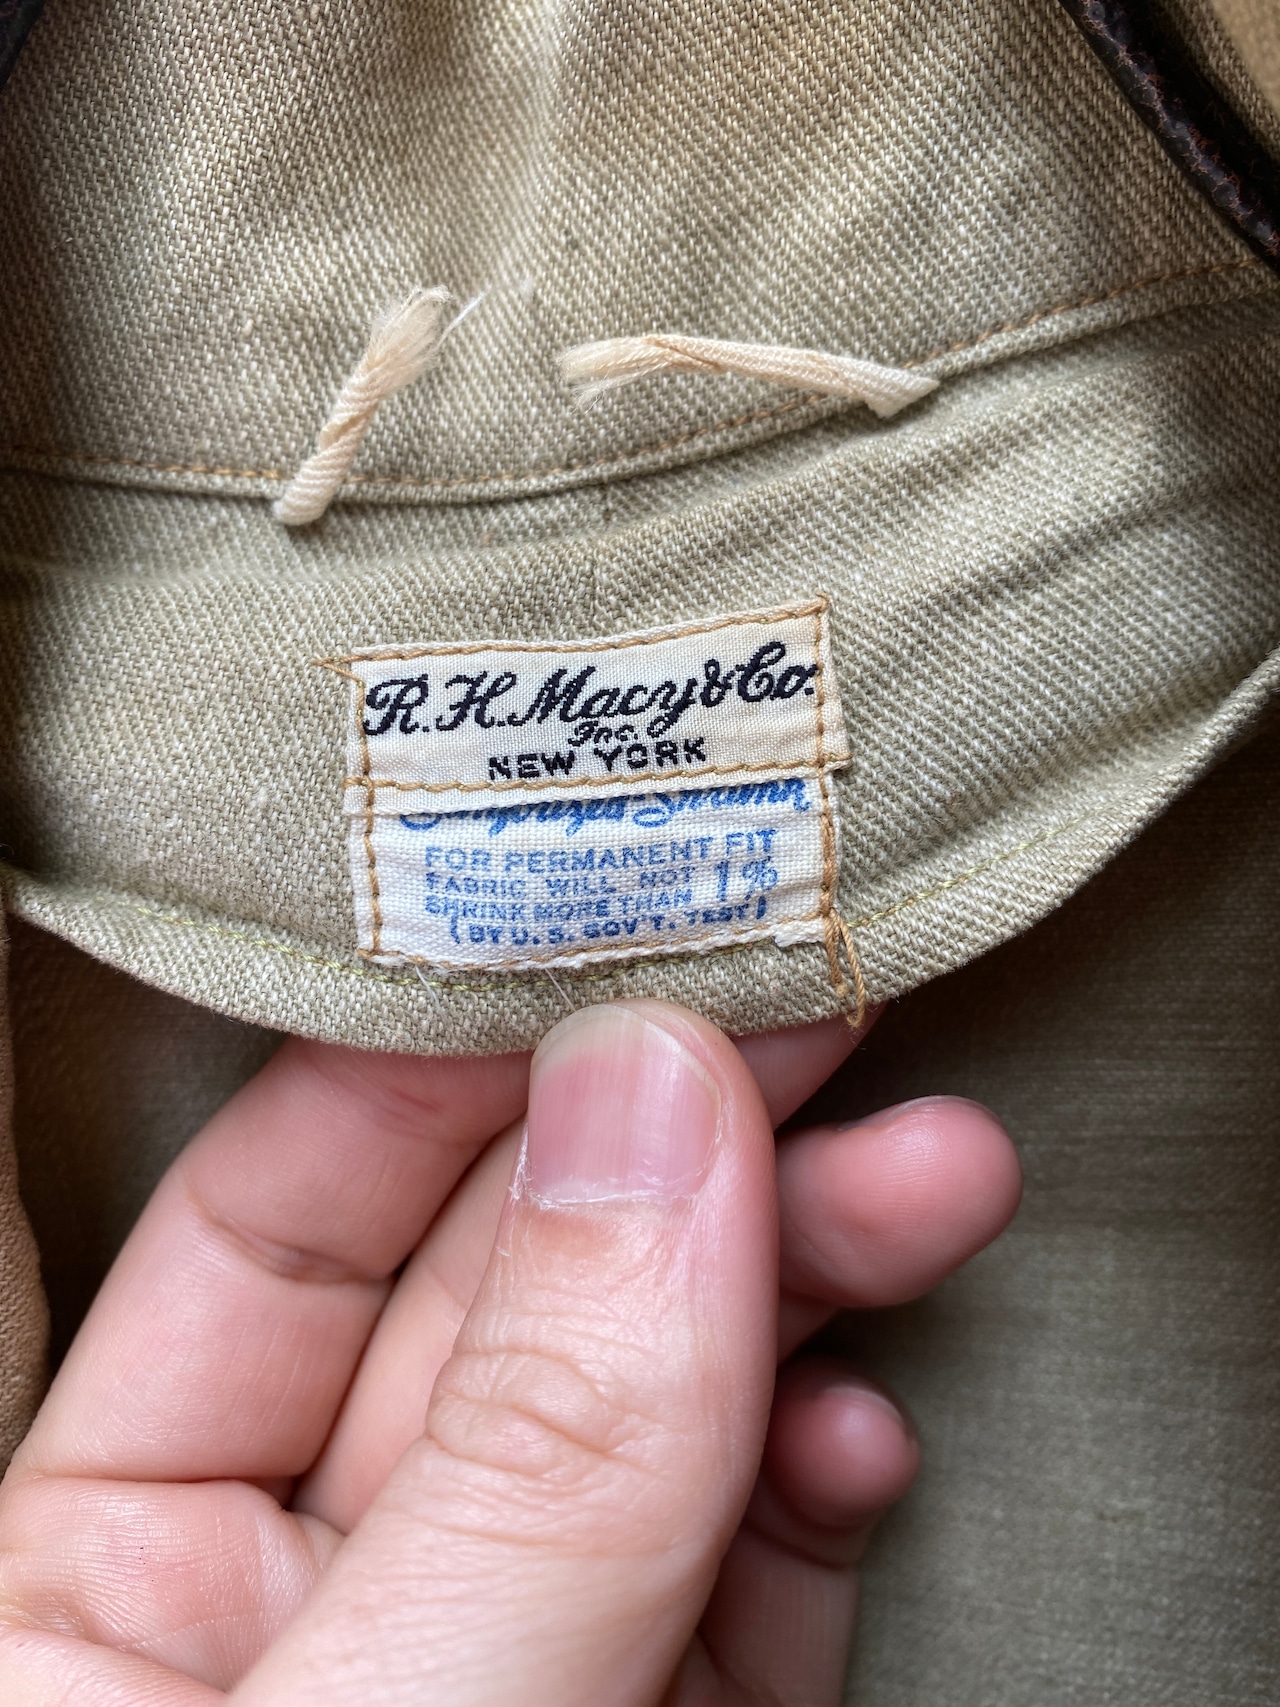 R.H.Macy&Co.
Inc.
NEW YORK
Sanforized-Shrunk
FOR PERMANENT FIT
FABRIC WILL NOT
SHRINK MORE THAN 1%
(BY U.S. GOV'T. TEST)